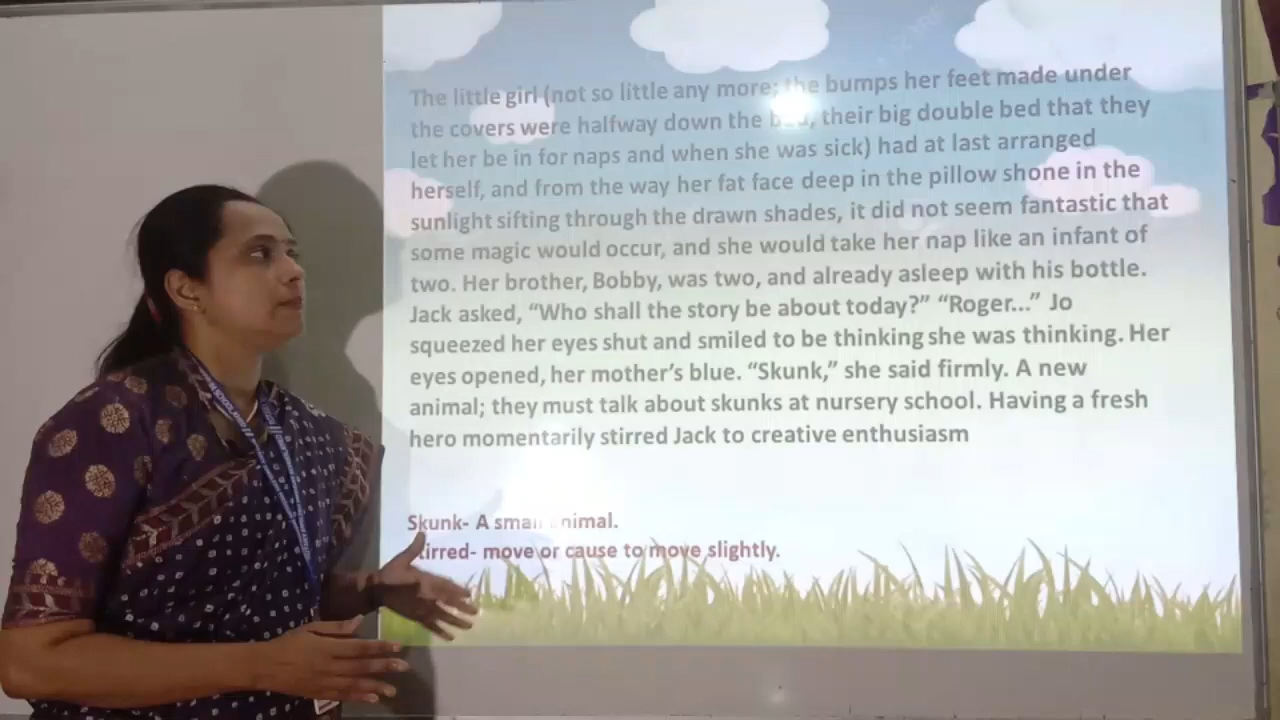 The little girl (not so little any more; the bumps her feet made under
the covers were halfway down the bed, their big double bed that they
let her be in for naps and when she was sick) had at last arranged
herself, and from the way her fat face deep in the pillow shone in the
sunlight sifting through the drawn shades, it did not seem fantastic that
some magic would occur, and she would take her nap like an infant of
two. Her brother, Bobby, was two, and already asleep with his bottle.
Jack asked, “Who shall the story be about today?” “Roger...” Jo
squeezed her eyes shut and smiled to be thinking she was thinking. Her
eyes opened, her mother’s blue. “Skunk,” she said firmly. A new
animal; they must talk about skunks at nursery school. Having a fresh
hero momentarily stirred Jack to creative enthusiasm
Skunk- A small animal.
Stirred- move or cause to move slightly.